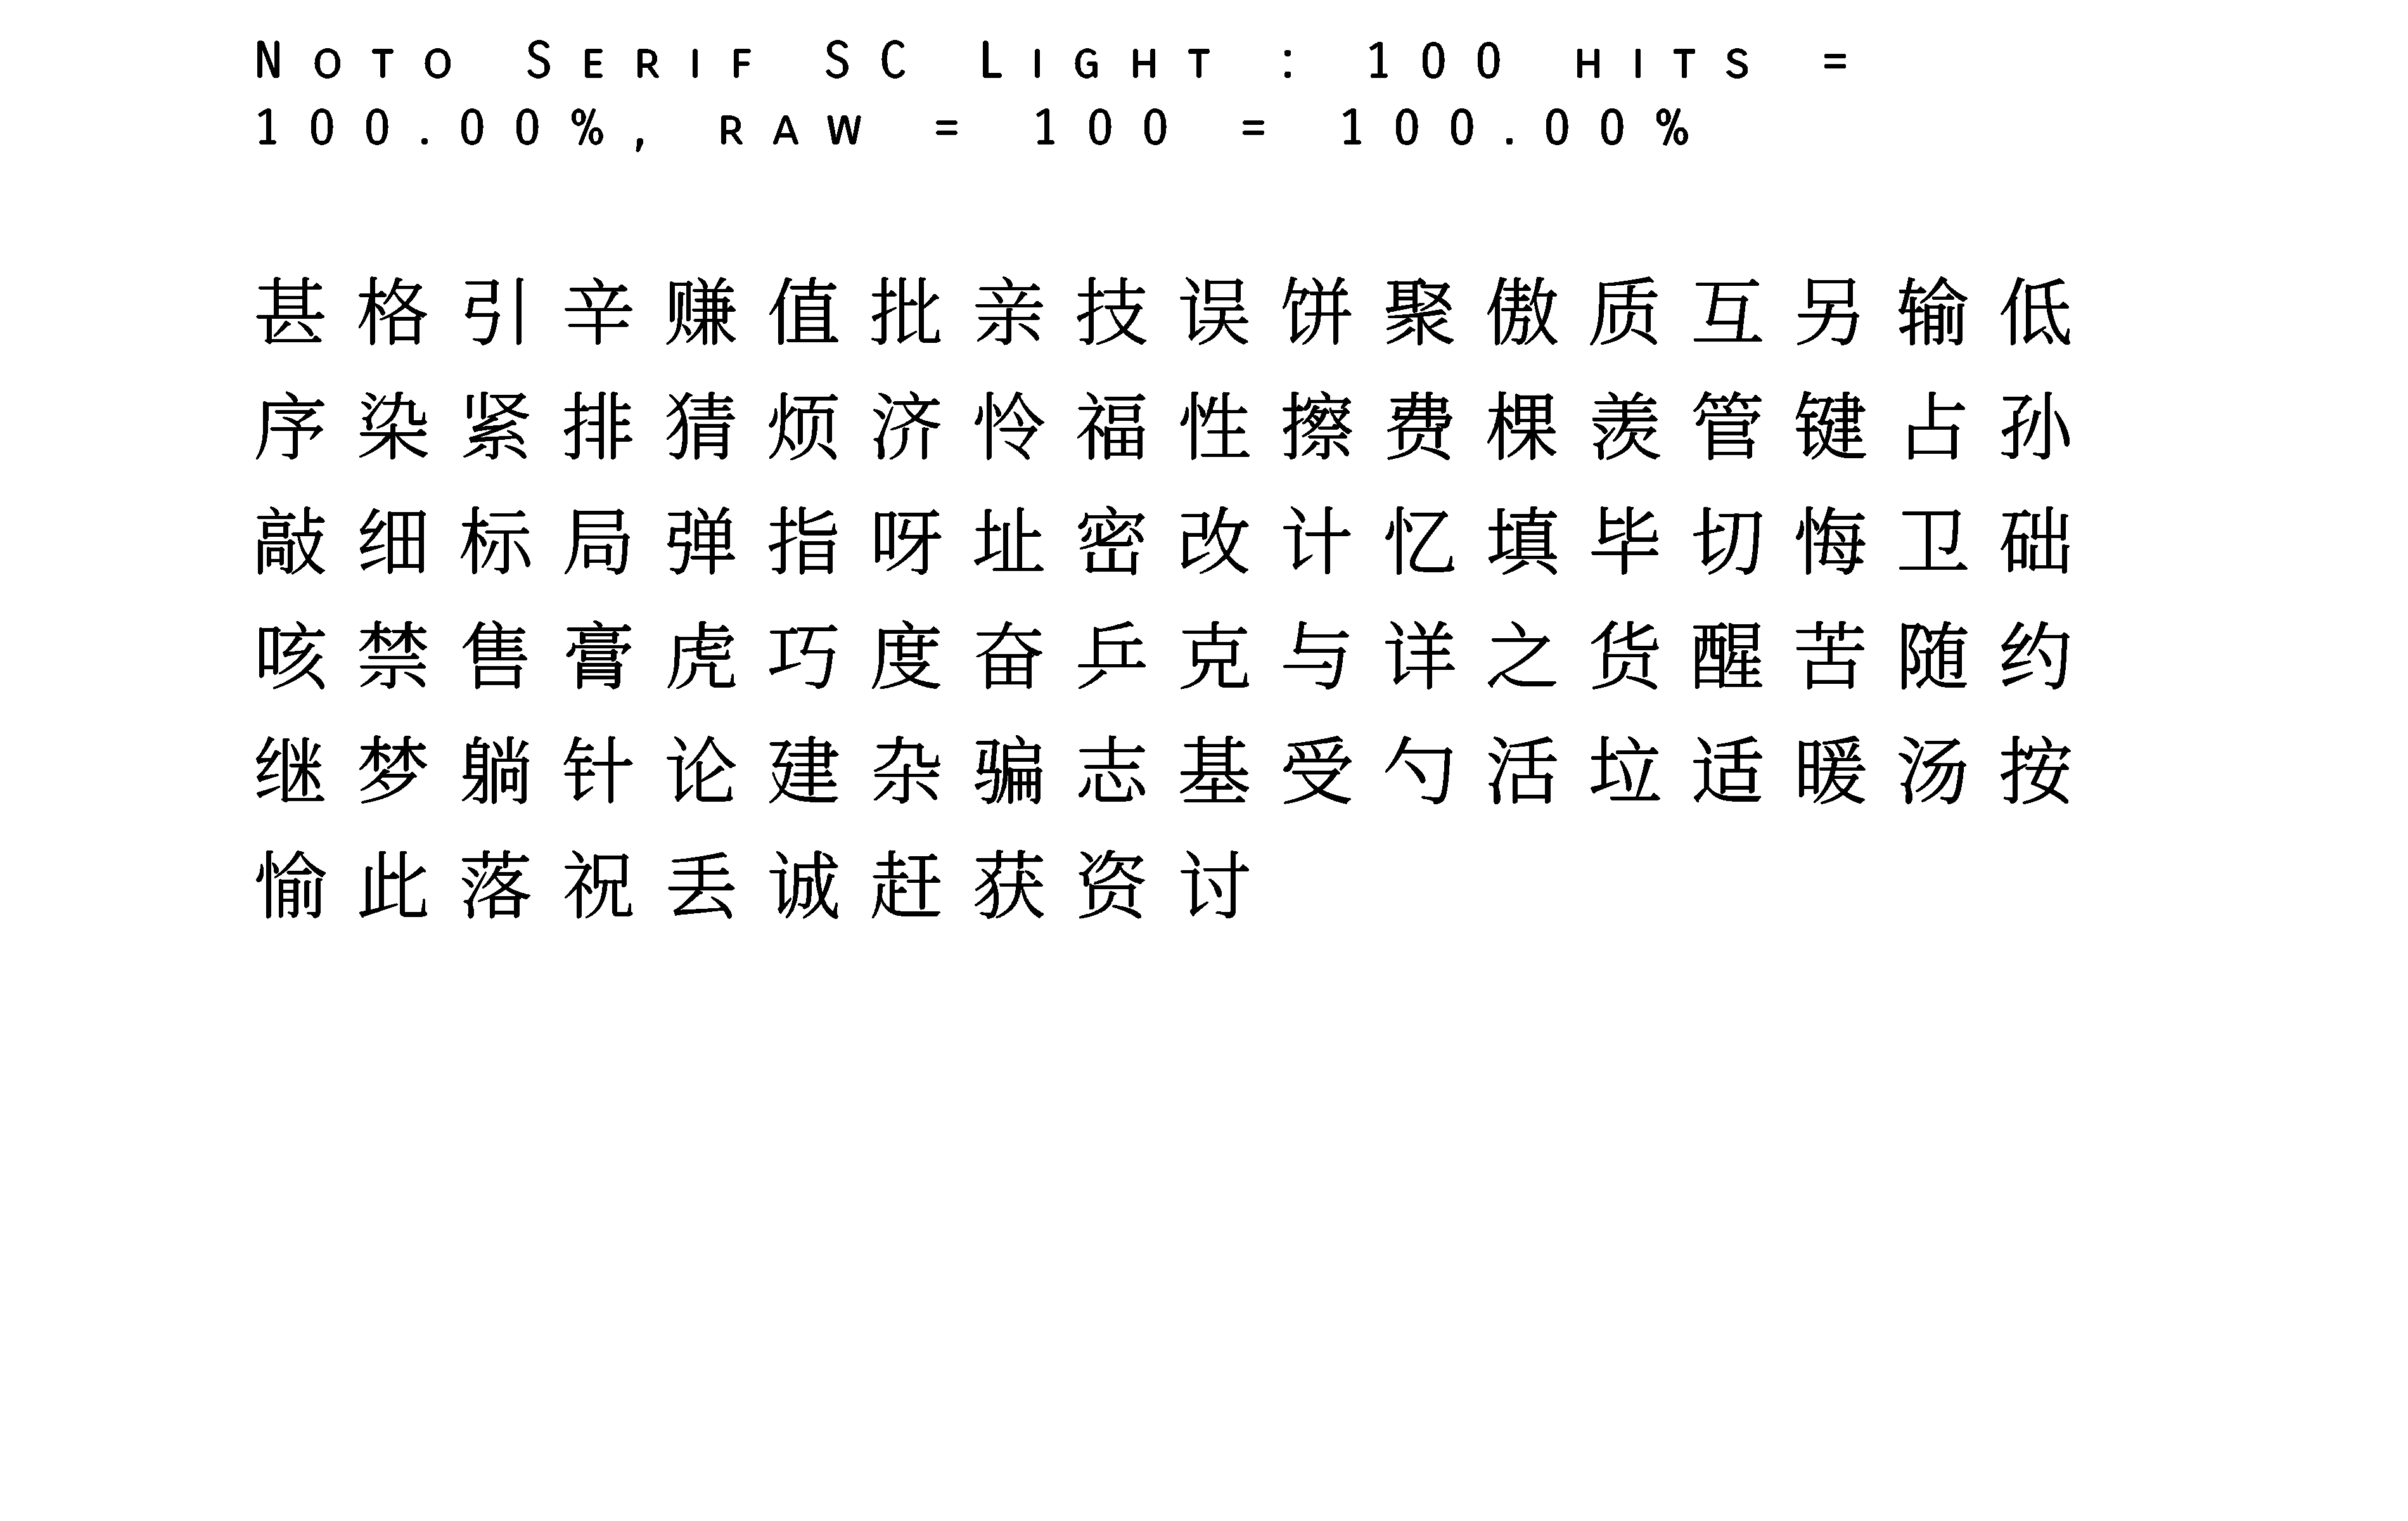 Noto Serif SC Light : 100 hits =
100.00%, raw = 100 = 100.00%
甚格引辛赚值批亲技误饼聚傲质互另输低
序染紧排猜烦济怜福性擦费棵羡管键占孙
敲细标局弹指呀址密改计忆填毕切悔卫础
咳禁售膏虎巧度奋乒克与详之货醒苦随约
继梦躺针论建杂骗志基受勺活垃适暖汤按
愉此落祝丢诚赶获资讨